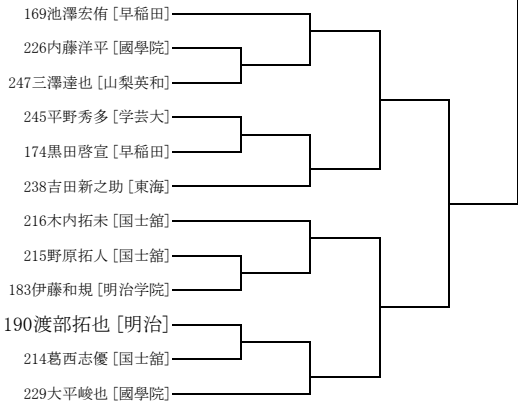 169池澤宏侑 [早稲田]
226内藤洋平 [國學院]
247三澤達也 [山梨英和]
245平野秀多 [学芸大]
174黒田啓宣 [早稲田]
238吉田新之助 [東海]
216木内拓未 [国士舘]
215野原拓人 [国士舘]
183伊藤和規 [明治学院]
190渡部拓也 [明治]
214葛西志優 [国士舘]
229大平峻也 [國學院]